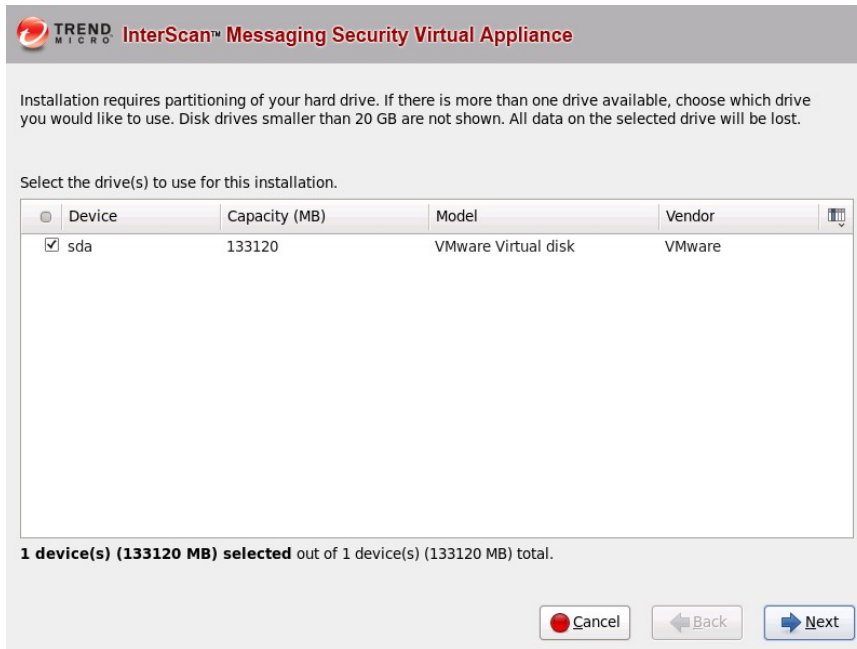 TREND MICRO InterScan™ Messaging Security Virtual Appliance
Installation requires partitioning of your hard drive. If there is more than one drive available, choose which drive
you would like to use. Disk drives smaller than 20 GB are not shown. All data on the selected drive will be lost.
Select the drive(s) to use for this installation.
Device Capacity (MB) Model Vendor
sda 133120 VMware Virtual disk VMware
1 device(s) (133120 MB) selected out of 1 device(s) (133120 MB) total.
Cancel Back Next